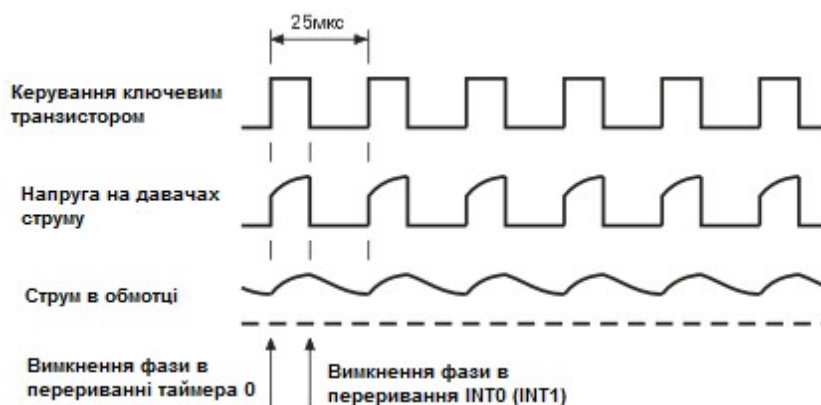 25мкс
Керування ключевим
транзистором
Напруга на давачах
струму
Струм в обмотці
Вимкнення фази в
перериванні таймера 0
Вимкнення фази в
переривання INT0 (INT1)